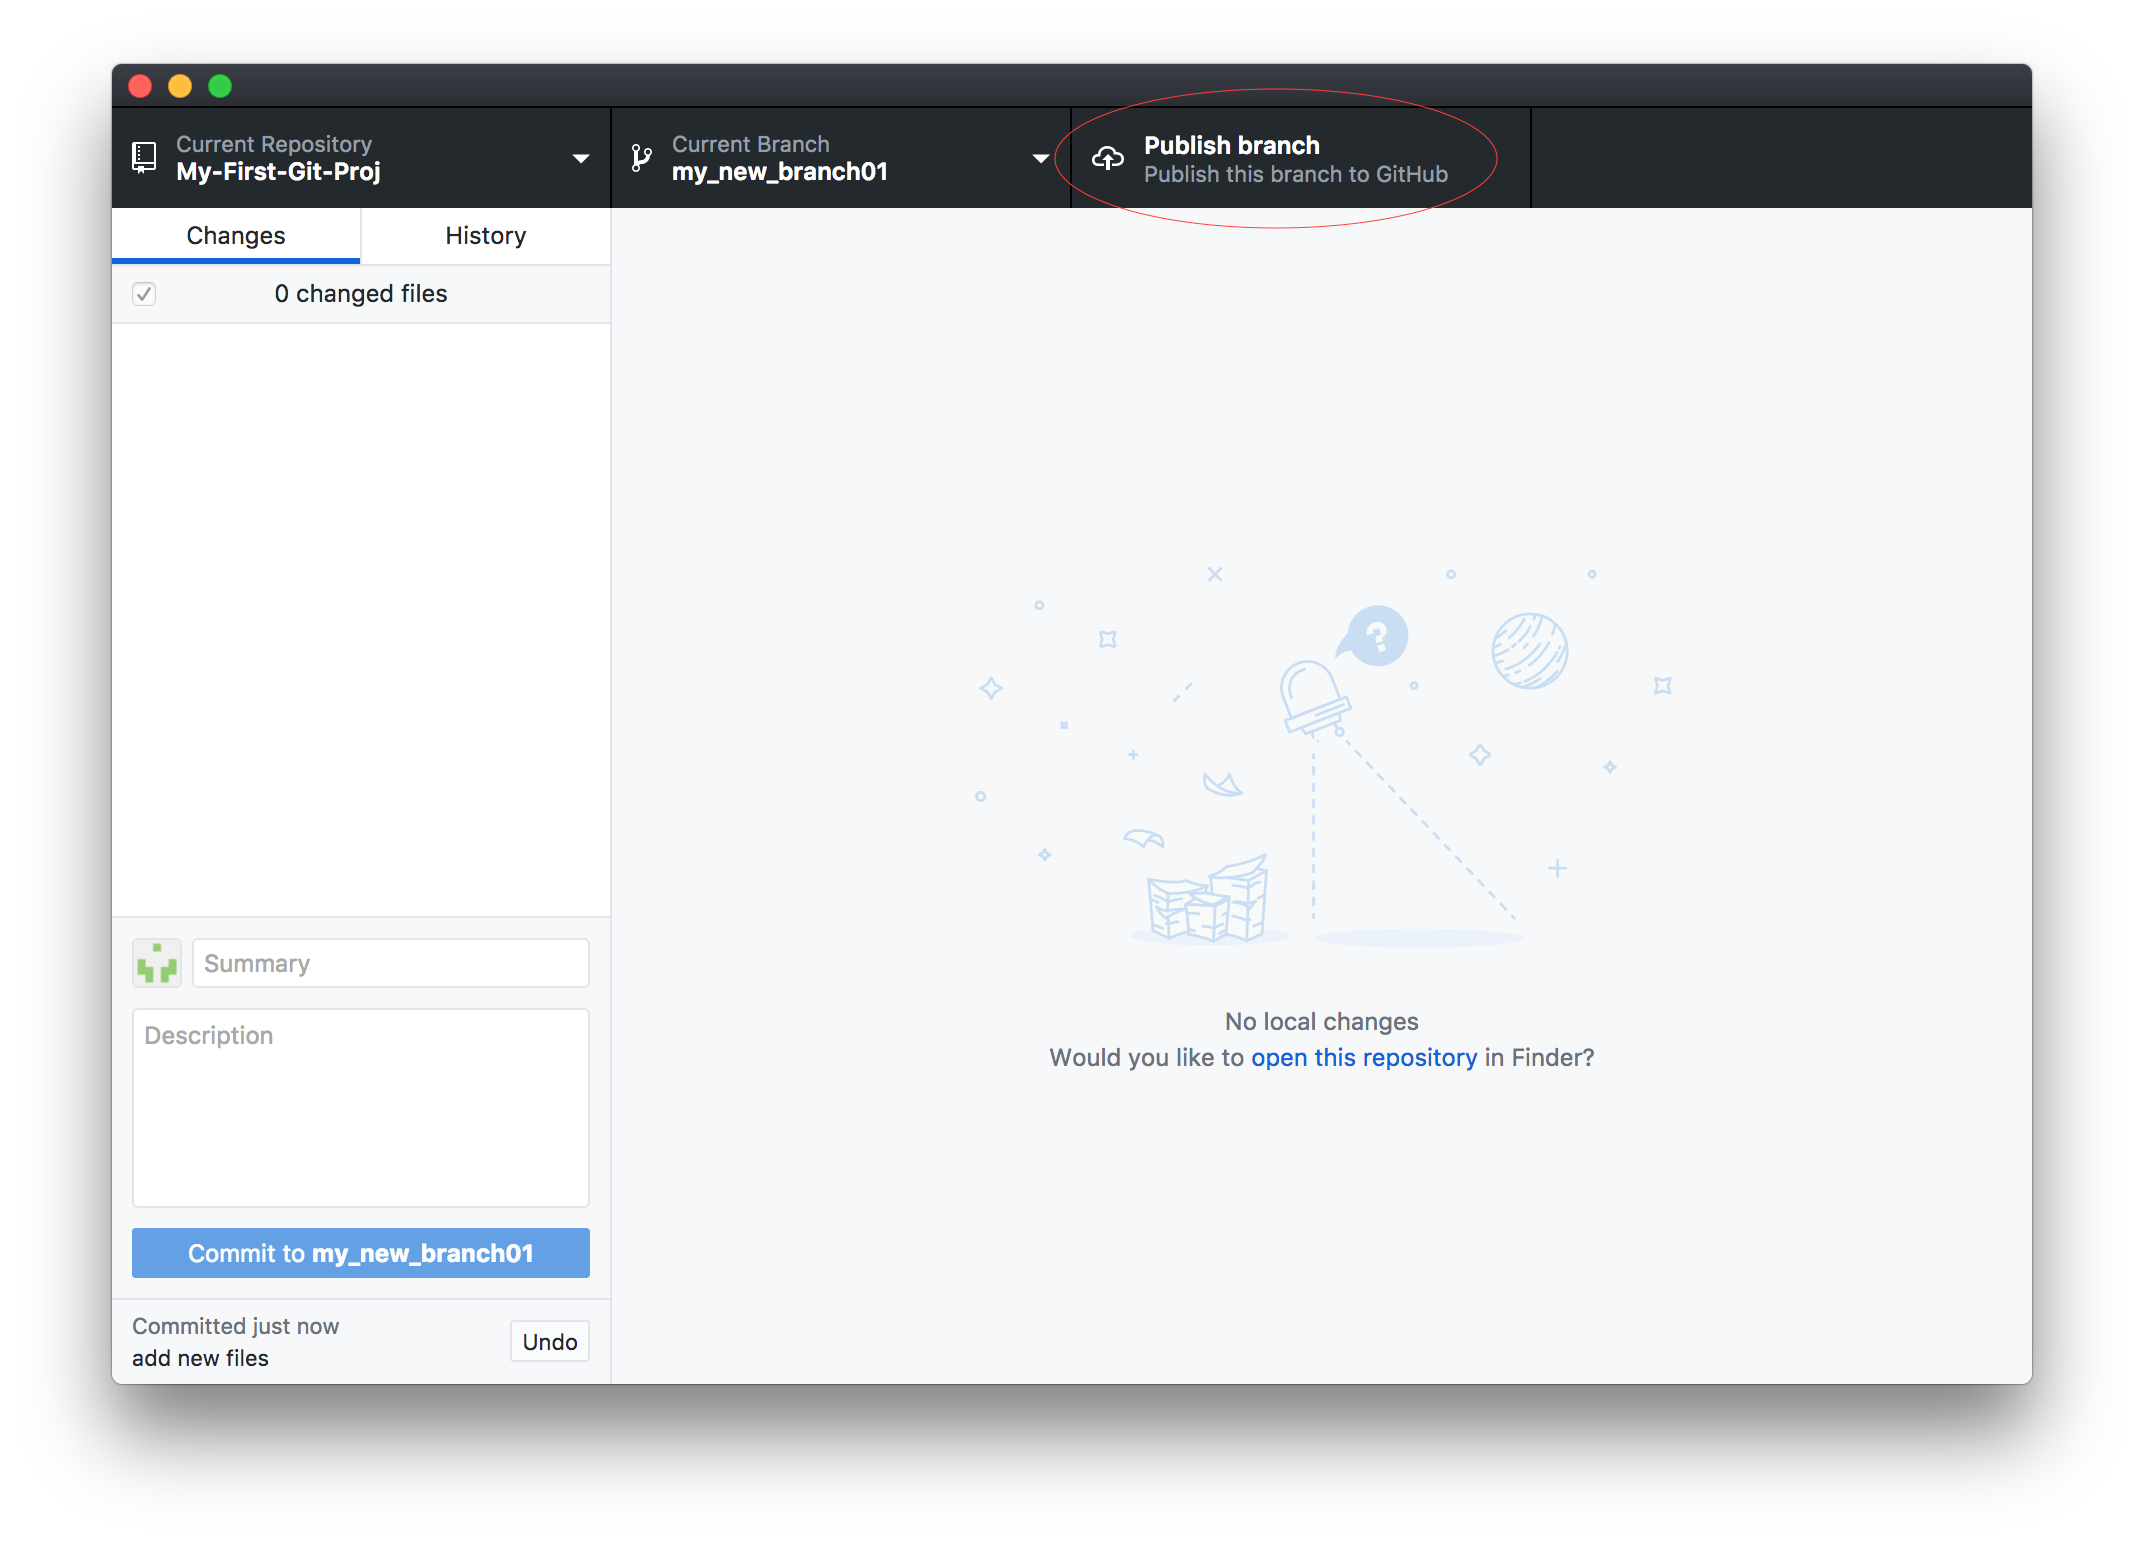 Current Repository
My-First-Git-Proj
Current Branch
my_new_branch01
Publish branch
Publish this branch to GitHub
Changes
History
0 changed files
?
No local changes
Would you like to open this repository in Finder?
Summary
Description
Commit to my_new_branch01
Committed just now
add new files
Undo